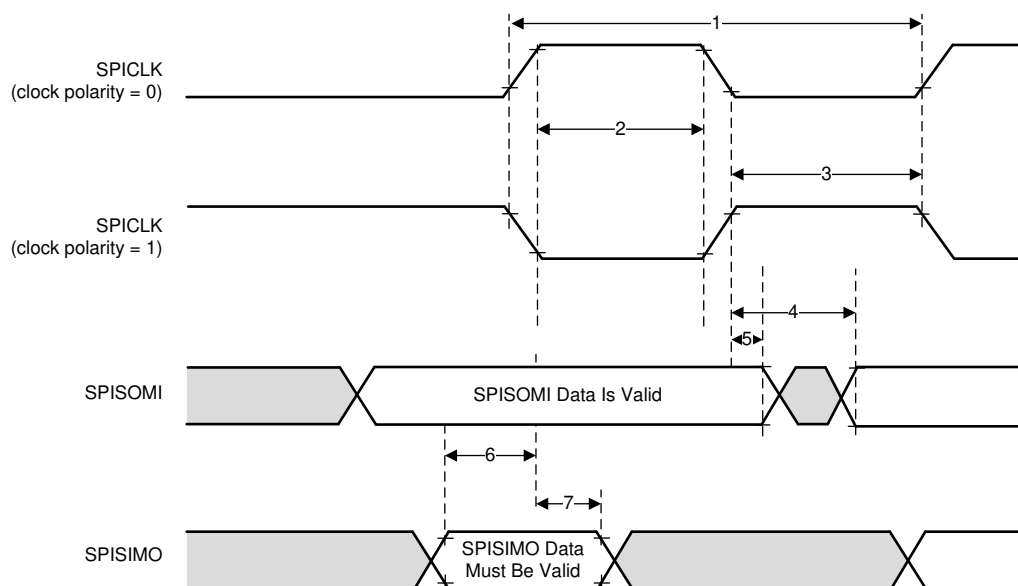 1
SPICLK
(clock polarity = 0)
2
3
SPICLK
(clock polarity = 1)
4
5
SPISOMI
SPISOMI Data Is Valid
6
7
SPISIMO
SPISIMO Data
Must Be Valid